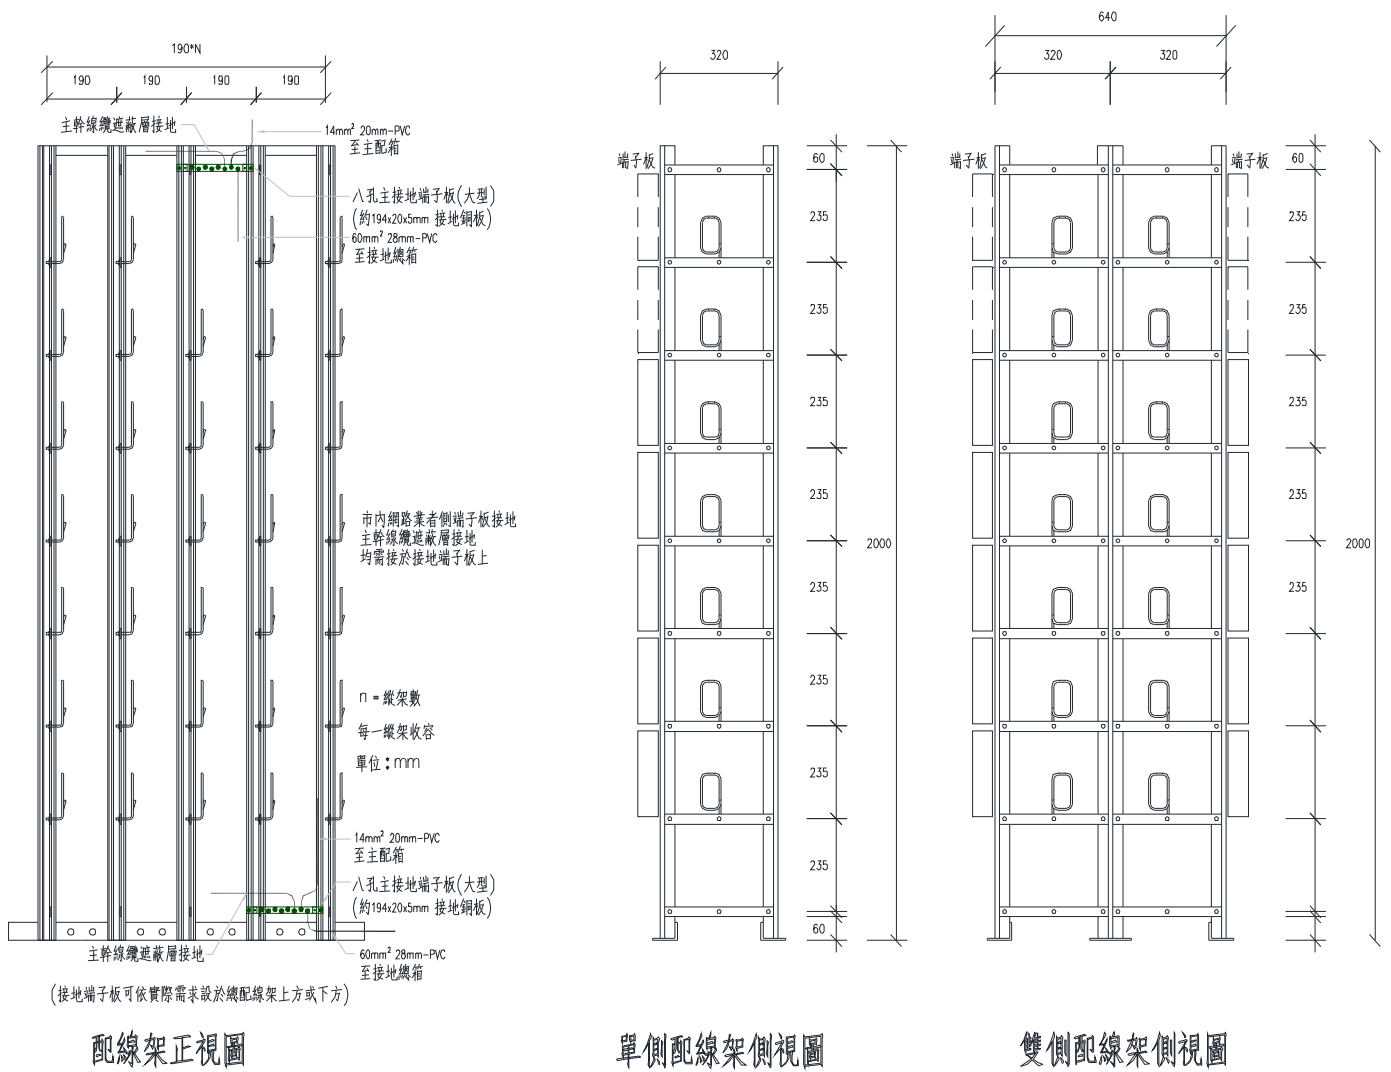 190*N
190
190
190
190
主幹線纜遮蔽層接地
14mm² 20mm-PVC
至主配箱
八孔主接地端子板(大型)
(約194x20x5mm 接地銅板)
60mm² 28mm-PVC
至接地總箱
市內網路業者側端子板接地
主幹線纜遮蔽層接地
均需接於接地端子板上
n = 縱架數
每一縱架收容
單位：mm
14mm² 20mm-PVC
至主配箱
八孔主接地端子板(大型)
(約194x20x5mm 接地銅板)
主幹線纜遮蔽層接地
60mm² 28mm-PVC
至接地總箱
(接地端子板可依實際需求設於總配線架上方或下方)
配線架正視圖
320
端子板
60
235
235
235
235
235
235
235
235
60
2000
單側配線架側視圖
640
320
320
端子板
端子板
60
235
235
235
235
235
2000
雙側配線架側視圖